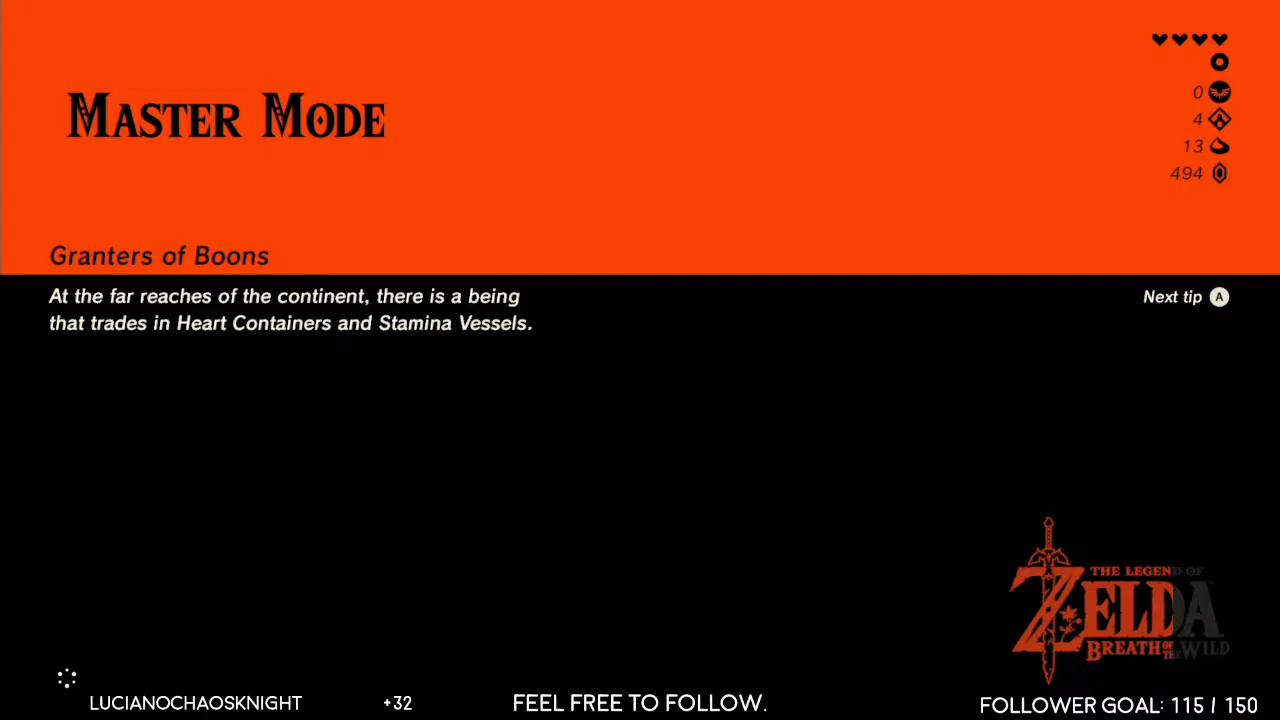 MASTER MODE
0
4
13
494
Granters of Boons
At the far reaches of the continent, there is a being
that trades in Heart Containers and Stamina Vessels.
Next tip A
THE LEGEND OF
ZELDA
BREATH OF THE WILD
LUCIANOCHAOSKNIGHT
+32
FEEL FREE TO FOLLOW.
FOLLOWER GOAL: 115 / 150